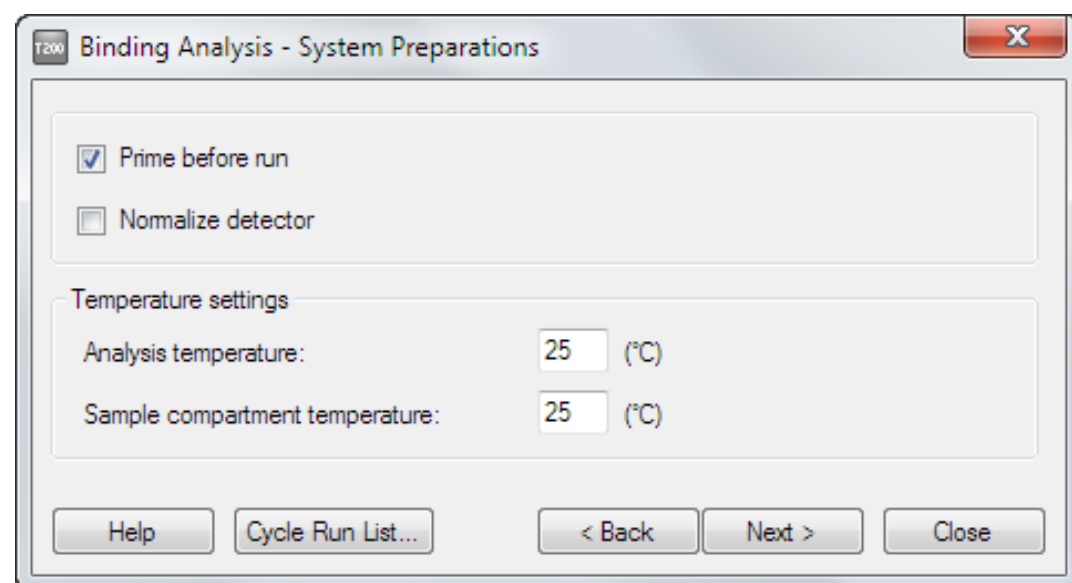 T200 Binding Analysis - System Preparations
Prime before run
Normalize detector
Temperature settings
Analysis temperature: 25 (°C)
Sample compartment temperature: 25 (°C)
Help Cycle Run List... < Back Next > Close